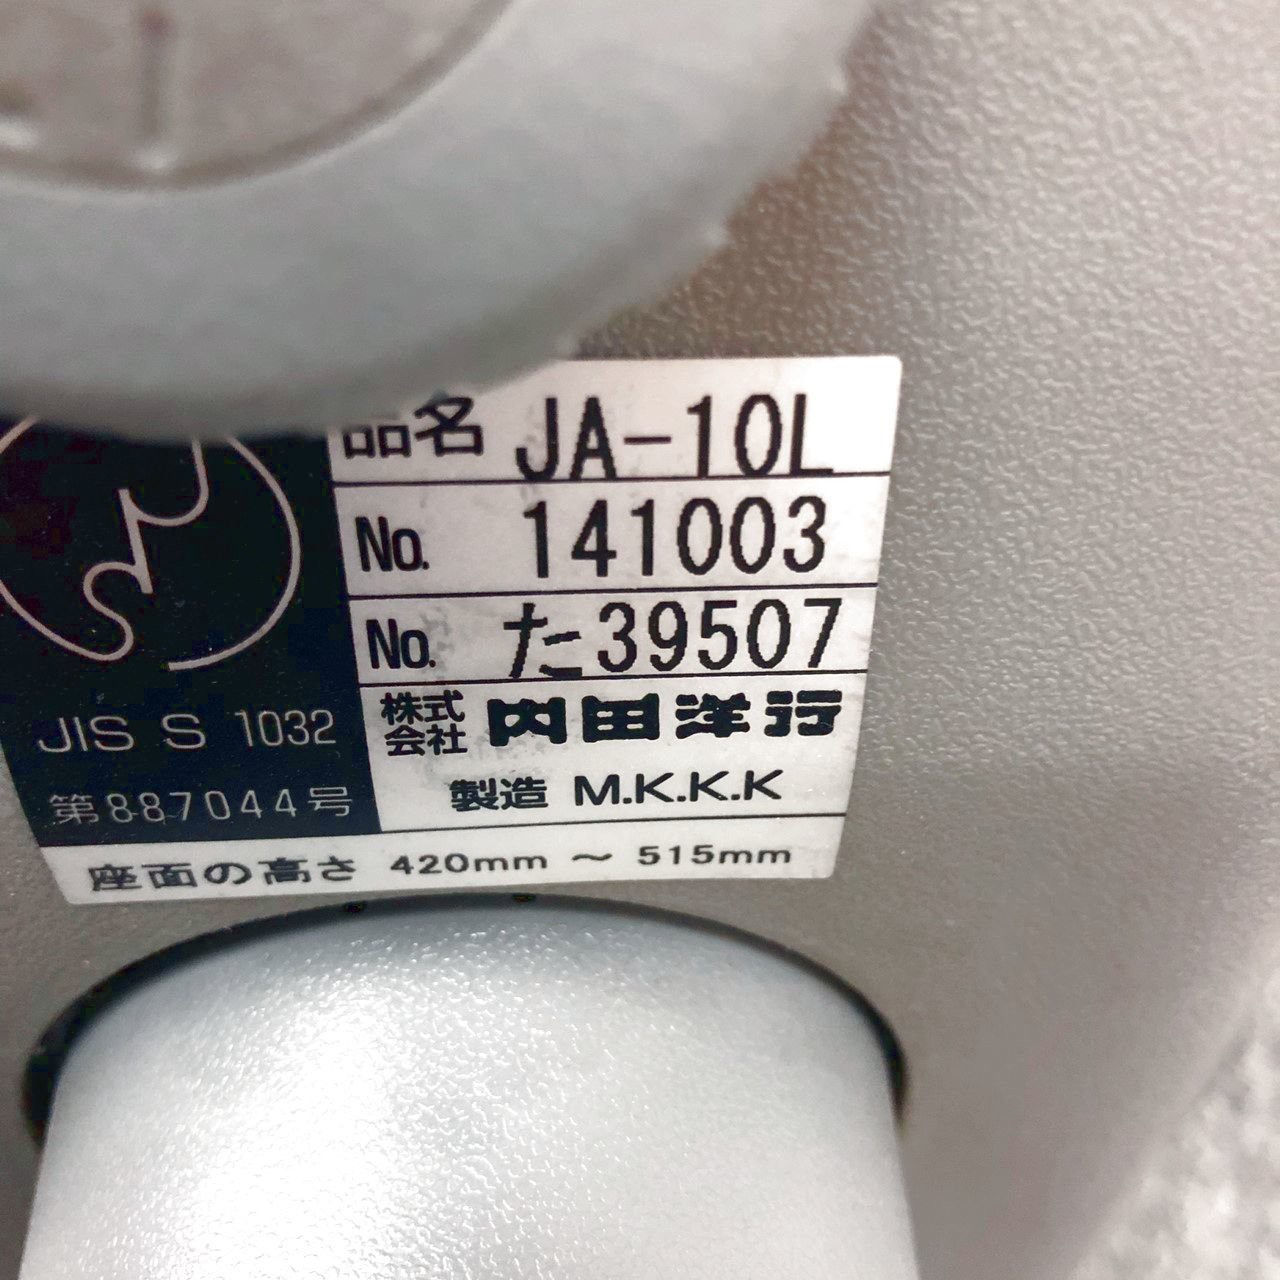 品名 JA-10L
No. 141003
No. た39507
株式会社 内田洋行
製造 M.K.K.K
JIS S 1032
第887044号
座面の高さ 420mm ～ 515mm